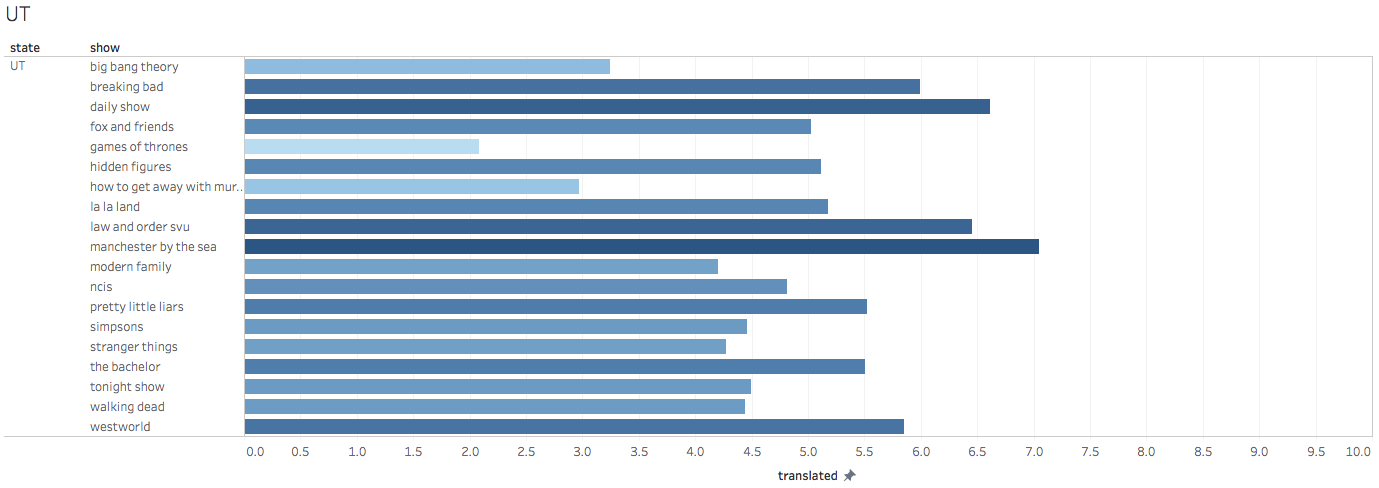 UT
state show
UT big bang theory
breaking bad
daily show
fox and friends
games of thrones
hidden figures
how to get away with mur..
la la land
law and order svu
manchester by the sea
modern family
ncis
pretty little liars
simpsons
stranger things
the bachelor
tonight show
walking dead
westworld
0.0 0.5 1.0 1.5 2.0 2.5 3.0 3.5 4.0 4.5 5.0 5.5 6.0 6.5 7.0 7.5 8.0 8.5 9.0 9.5 10.0
translated